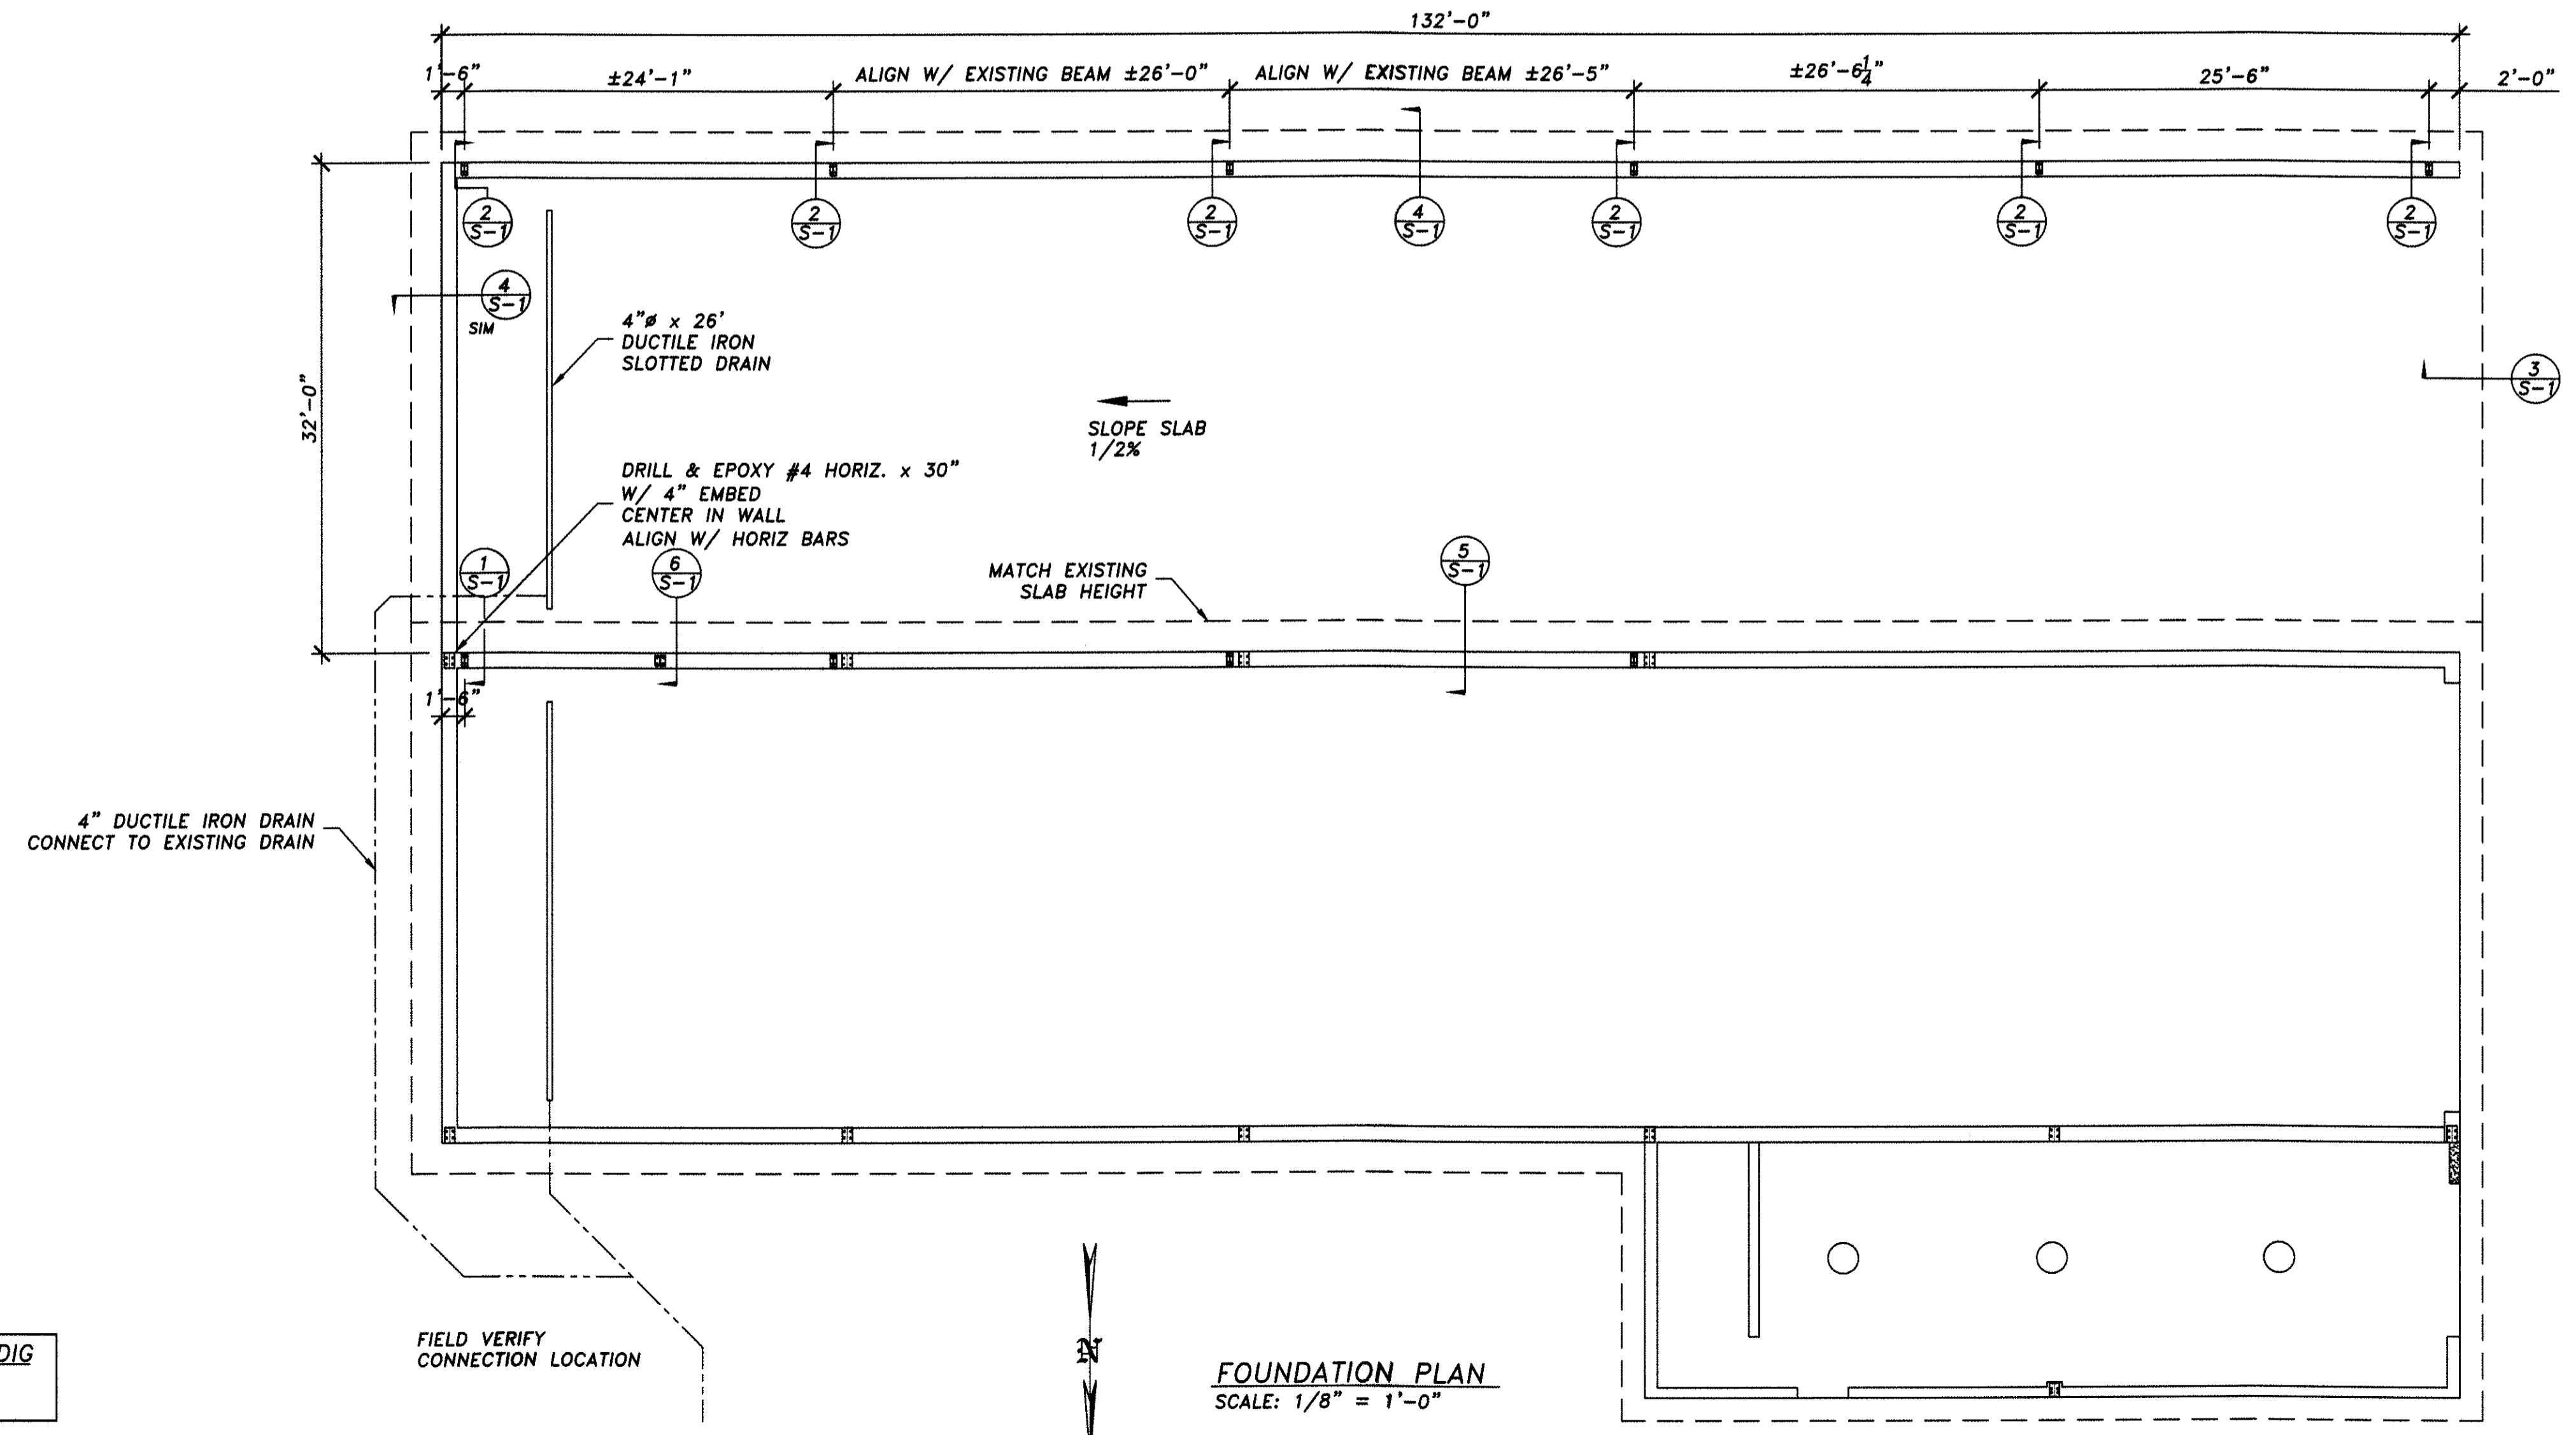 132'-0"
1'-6"
±24'-1"
ALIGN W/ EXISTING BEAM ±26'-0"
ALIGN W/ EXISTING BEAM ±26'-5"
±26'-6 1/4"
25'-6"
2'-0"
2
S-1
2
S-1
2
S-1
4
S-1
2
S-1
2
S-1
2
S-1
4
S-1
SIM
4"ø x 26'
DUCTILE IRON
SLOTTED DRAIN
3
S-1
32'-0"
SLOPE SLAB
1/2%
DRILL & EPOXY #4 HORIZ. x 30"
W/ 4" EMBED
CENTER IN WALL
ALIGN W/ HORIZ BARS
1
S-1
6
S-1
5
S-1
MATCH EXISTING
SLAB HEIGHT
1'-6"
4" DUCTILE IRON DRAIN
CONNECT TO EXISTING DRAIN
DIG
FIELD VERIFY
CONNECTION LOCATION
N
FOUNDATION PLAN
SCALE: 1/8" = 1'-0"